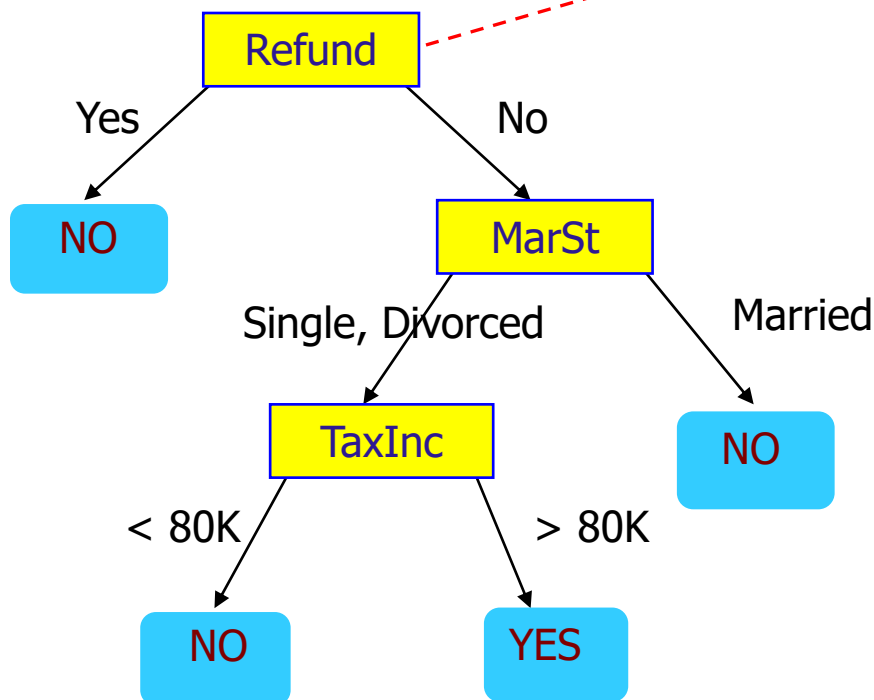 Refund
Yes
No
NO
MarSt
Single, Divorced
Married
TaxInc
NO
< 80K
> 80K
NO
YES